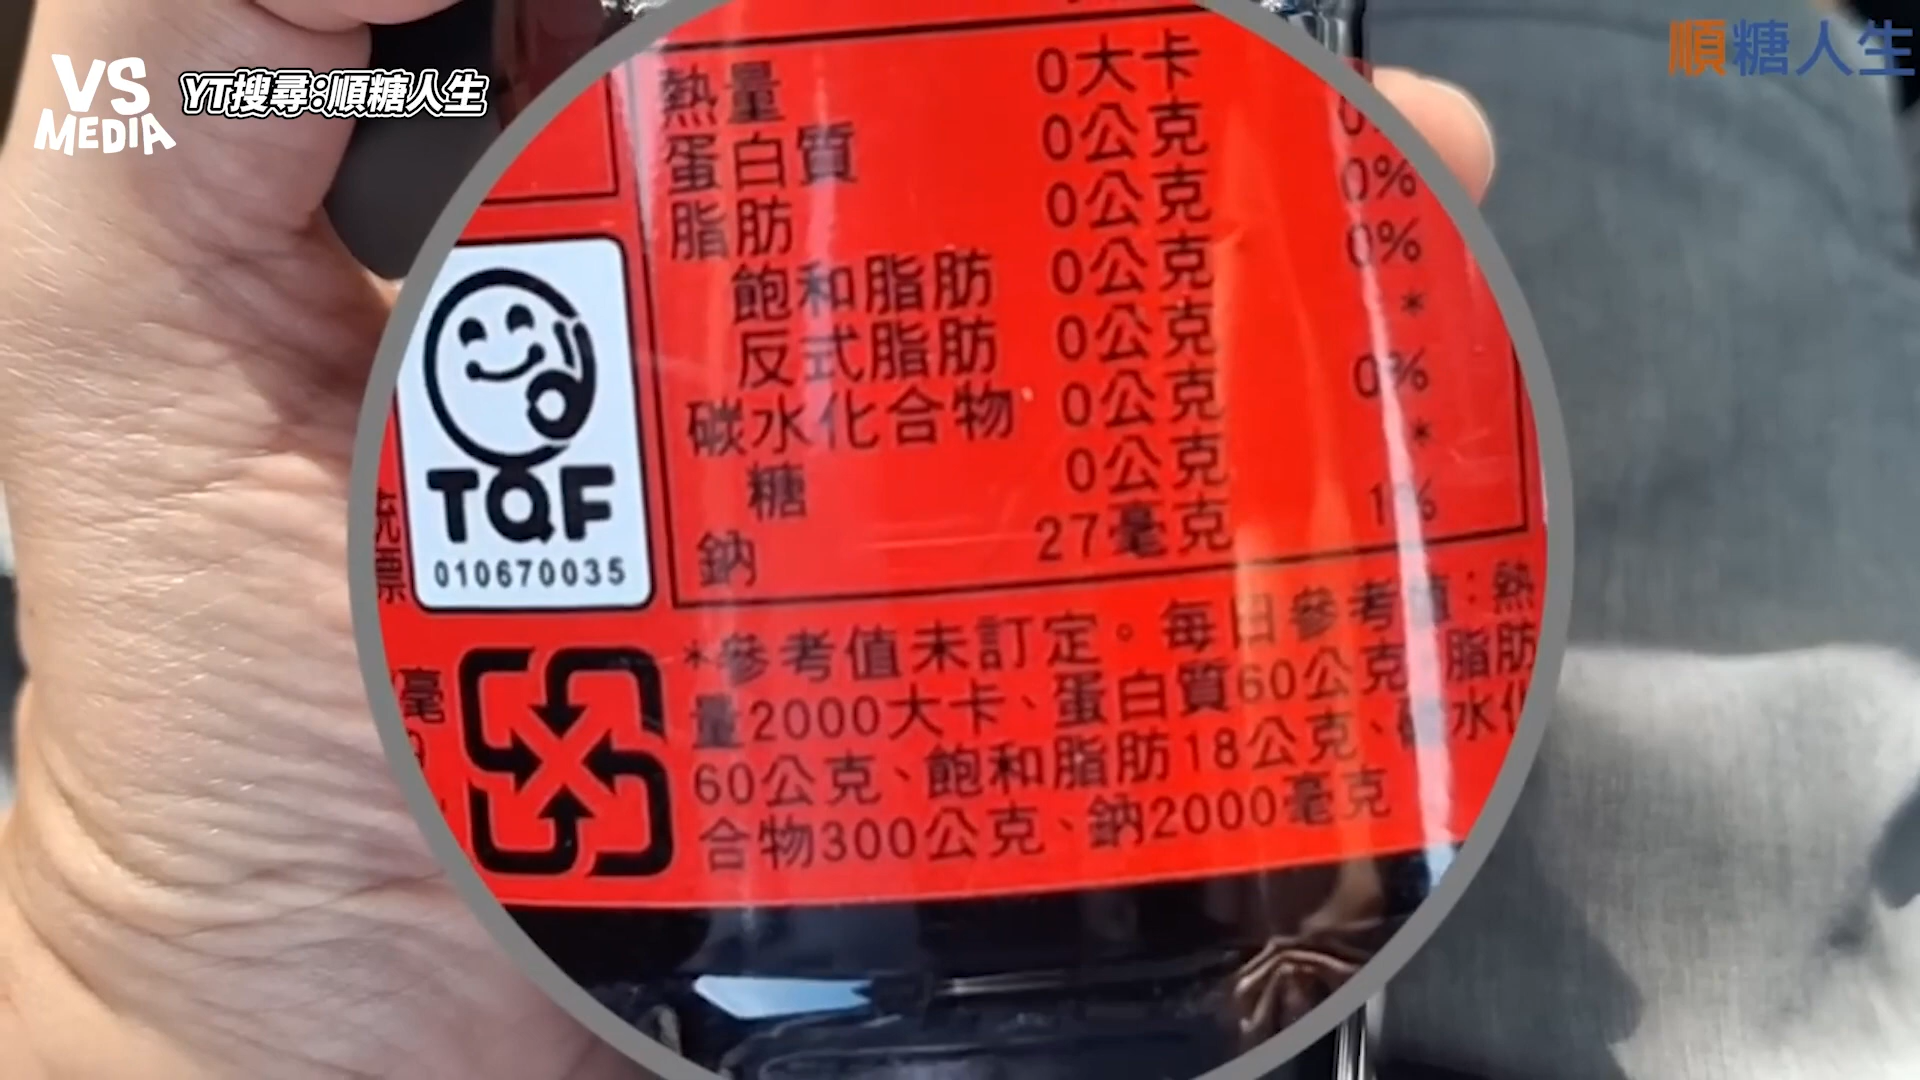 VS
MEDIA
YT搜尋:順糖人生
順糖人生
熱量 0大卡
蛋白質 0公克 0%
脂肪 0公克 0%
飽和脂肪 0公克 0%
反式脂肪 0公克 *
碳水化合物 0公克 0%
糖 0公克 *
鈉 27毫克 1%
TQF
010670035
*參考值未訂定。每日參考值:熱
量2000大卡、蛋白質60公克、脂肪
60公克、飽和脂肪18公克、碳水化
合物300公克、鈉2000毫克